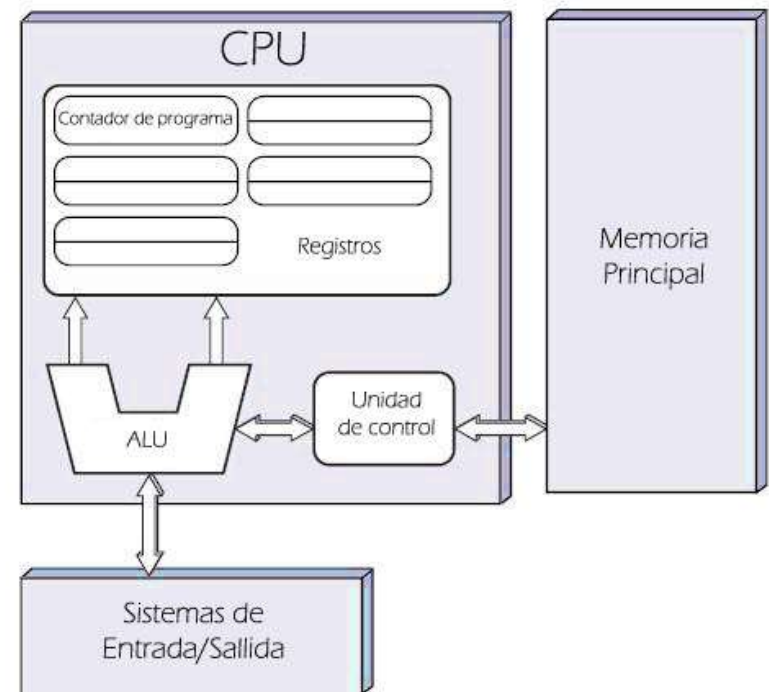 CPU
Contador de programa
Registros
Memoria
Principal
Unidad
de control
ALU
Sistemas de
Entrada/Sallida